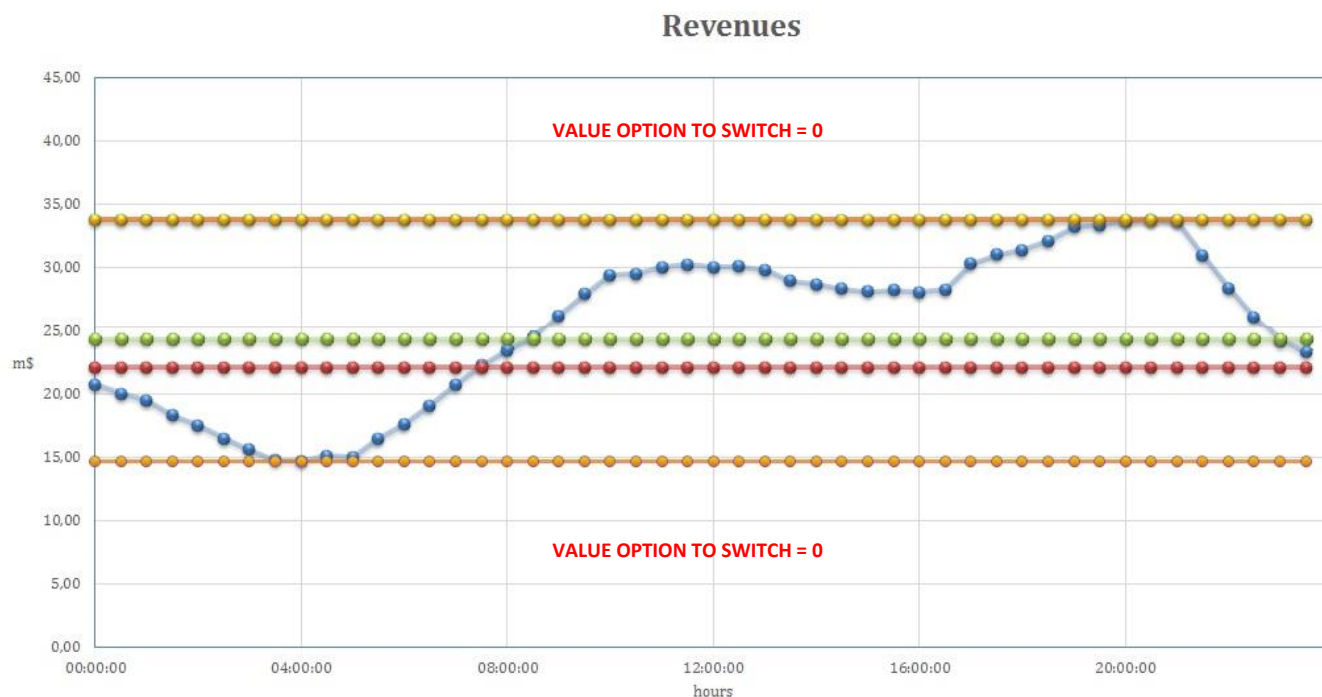 Revenues
45,00
40,00
35,00
30,00
25,00
20,00
15,00
10,00
5,00
0,00
m$
VALUE OPTION TO SWITCH = 0
VALUE OPTION TO SWITCH = 0
00:00:00 04:00:00 08:00:00 12:00:00 16:00:00 20:00:00
hours